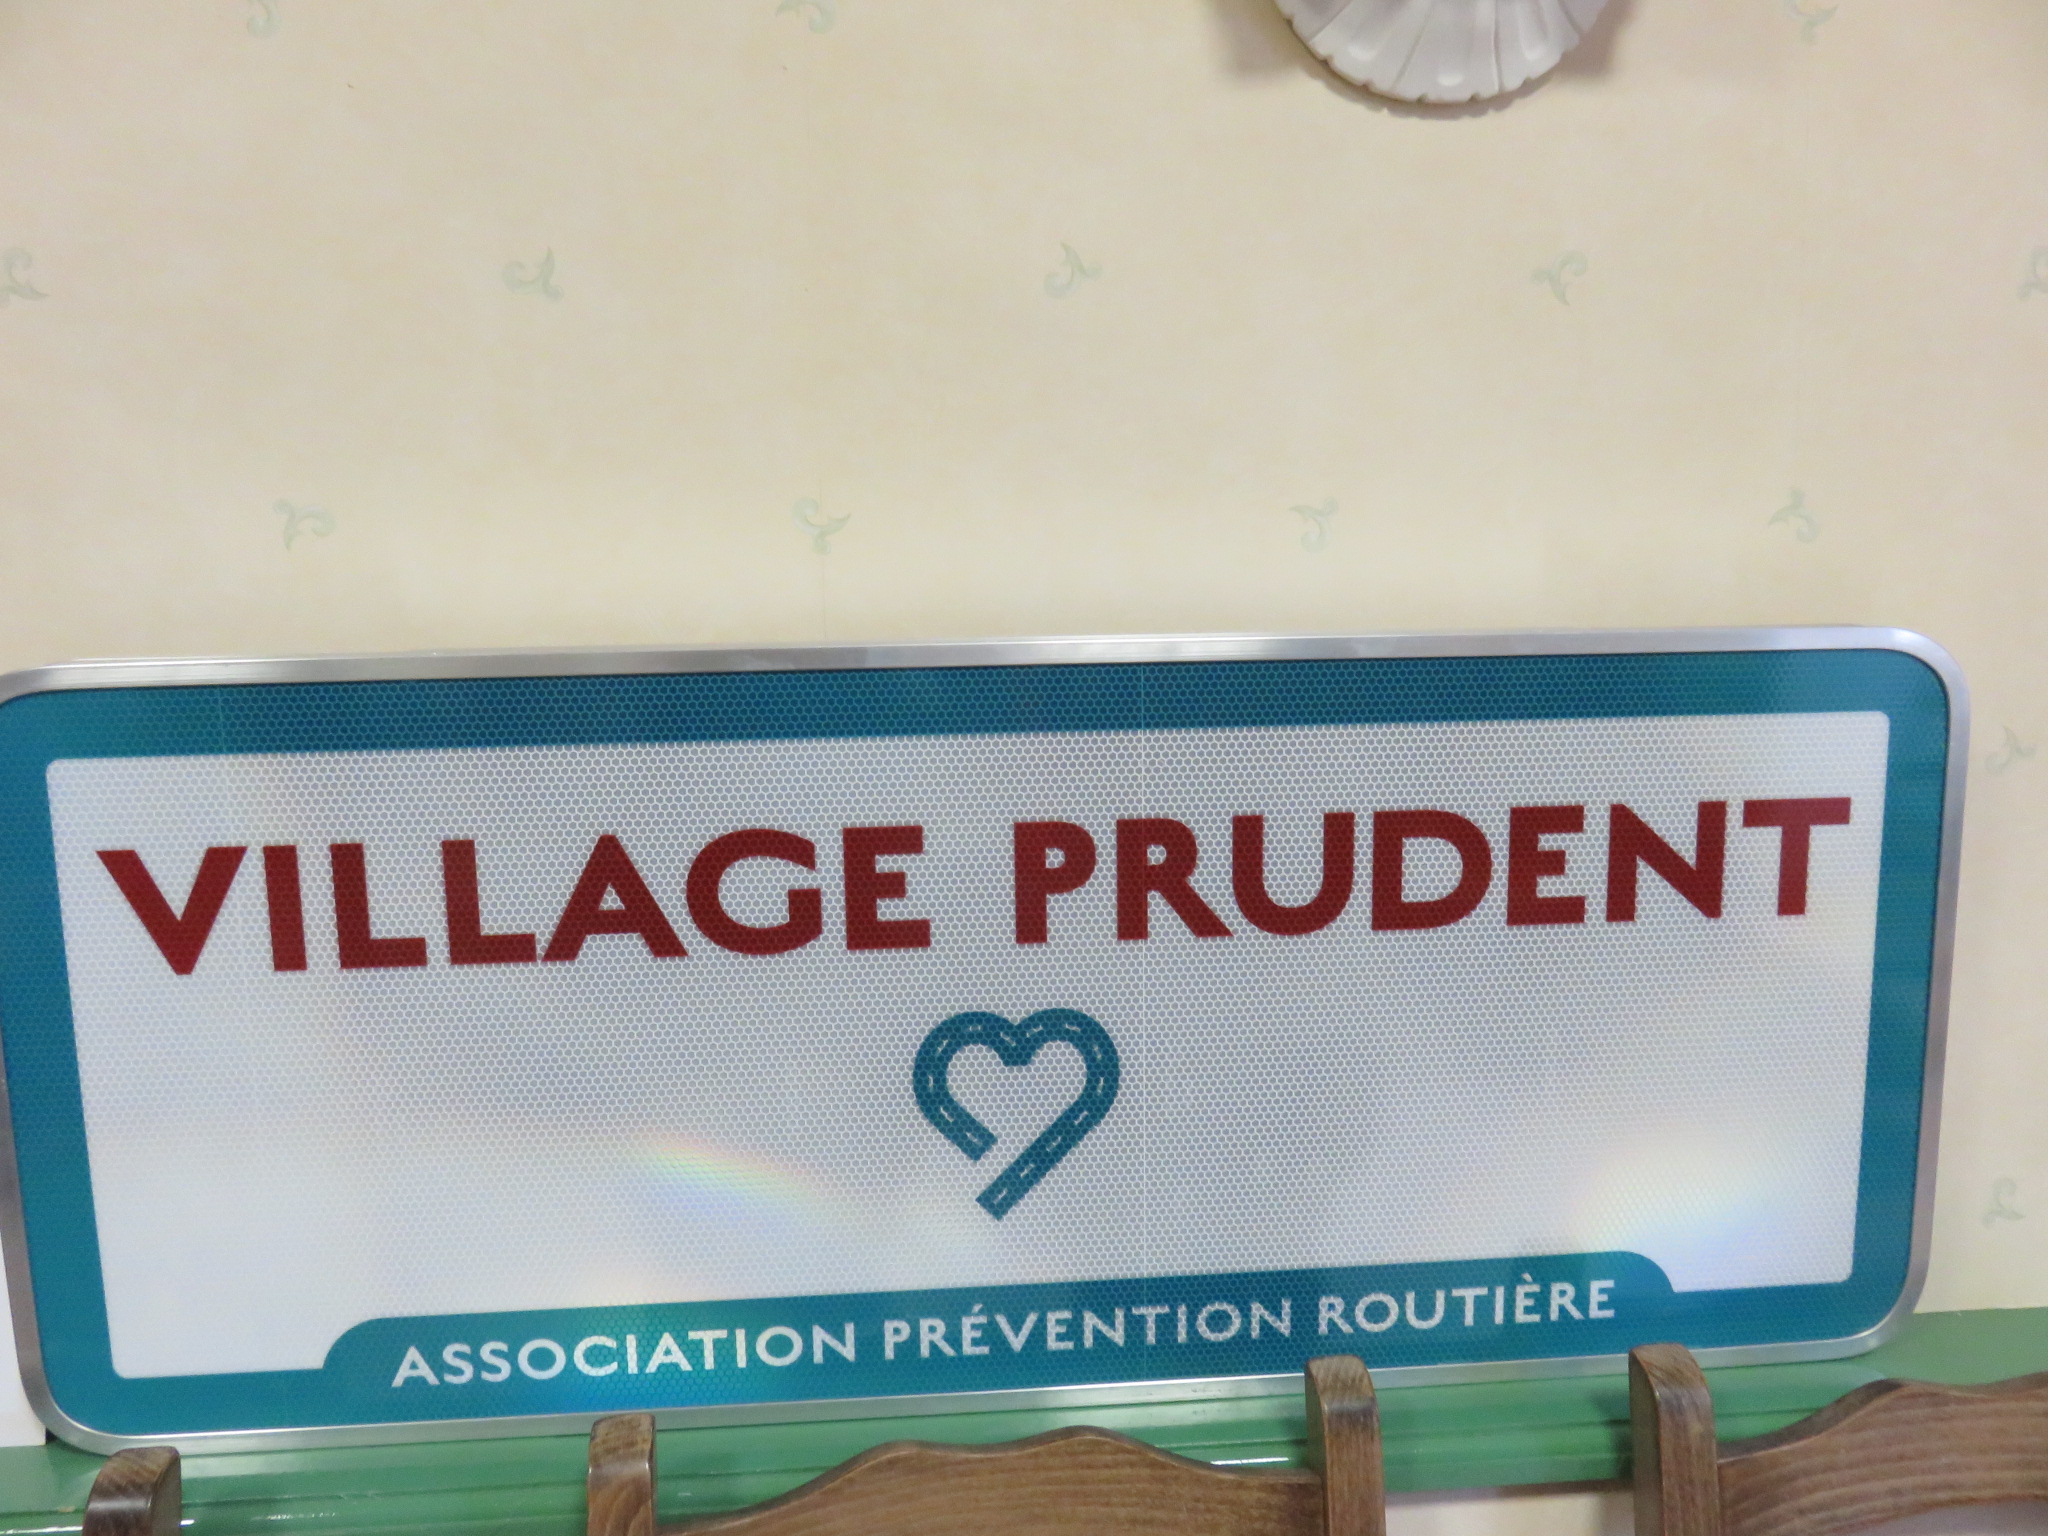 VILLAGE PRUDENT
ASSOCIATION PRÉVENTION ROUTIÈRE